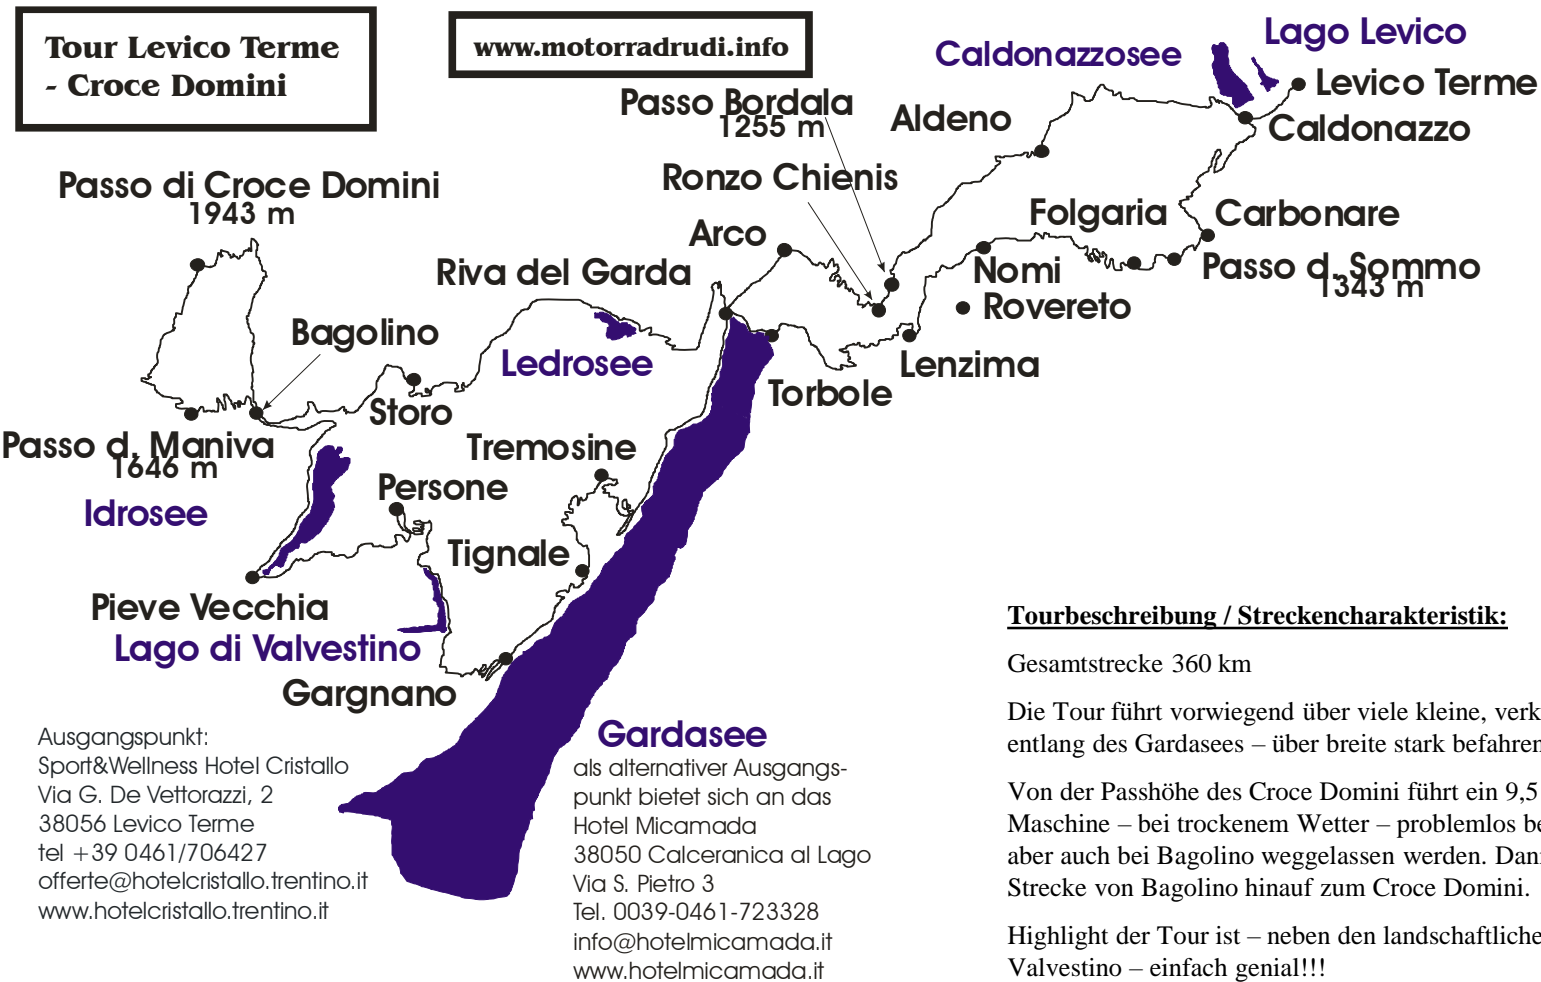 Tour Levico Terme
- Croce Domini
www.motorradrudi.info
Lago Levico
Caldonazzosee
Levico Terme
Passo Bordala
1255 m
Aldeno
Caldonazzo
Passo di Croce Domini
1943 m
Ronzo Chienis
Folgaria
Carbonare
Arco
Riva del Garda
Nomi
Passo d. Sommo
1343 m
Rovereto
Bagolino
Ledrosee
Lenzima
Torbole
Storo
Passo d. Maniva
1646 m
Tremosine
Persone
Idrosee
Tignale
Pieve Vecchia
Lago di Valvestino
Gargnano
Gardasee
Ausgangspunkt:
Sport&Wellness Hotel Cristallo
Via G. De Vettorazzi, 2
38056 Levico Terme
tel +39 0461/706427
offerte@hotelcristallo.trentino.it
www.hotelcristallo.trentino.it
als alternativer Ausgangs-
punkt bietet sich an das
Hotel Micamada
38050 Calceranica al Lago
Via S. Pietro 3
Tel. 0039-0461-723328
info@hotelmicamada.it
www.hotelmicamada.it
Tourbeschreibung / Streckencharakteristik:
Gesamtstrecke 360 km
Die Tour führt vorwiegend über viele kleine, verk
entlang des Gardasees – über breite stark befahren
Von der Passhöhe des Croce Domini führt ein 9,5
Maschine – bei trockenem Wetter – problemlos be
aber auch bei Bagolino weggelassen werden. Dann
Strecke von Bagolino hinauf zum Croce Domini.
Highlight der Tour ist – neben den landschaftliche
Valvestino – einfach genial!!!